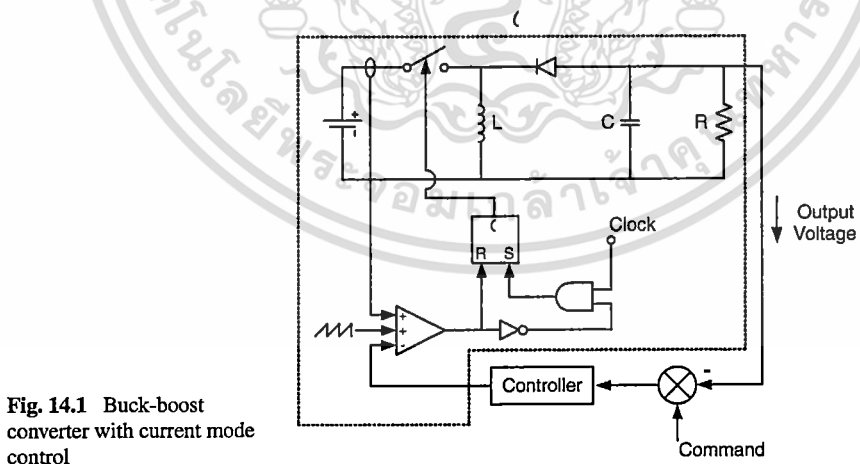 L
C
R
+
-
Clock
R S
Output
Voltage
+
+
-
Controller
-
Command
Fig. 14.1 Buck-boost
converter with current mode
control